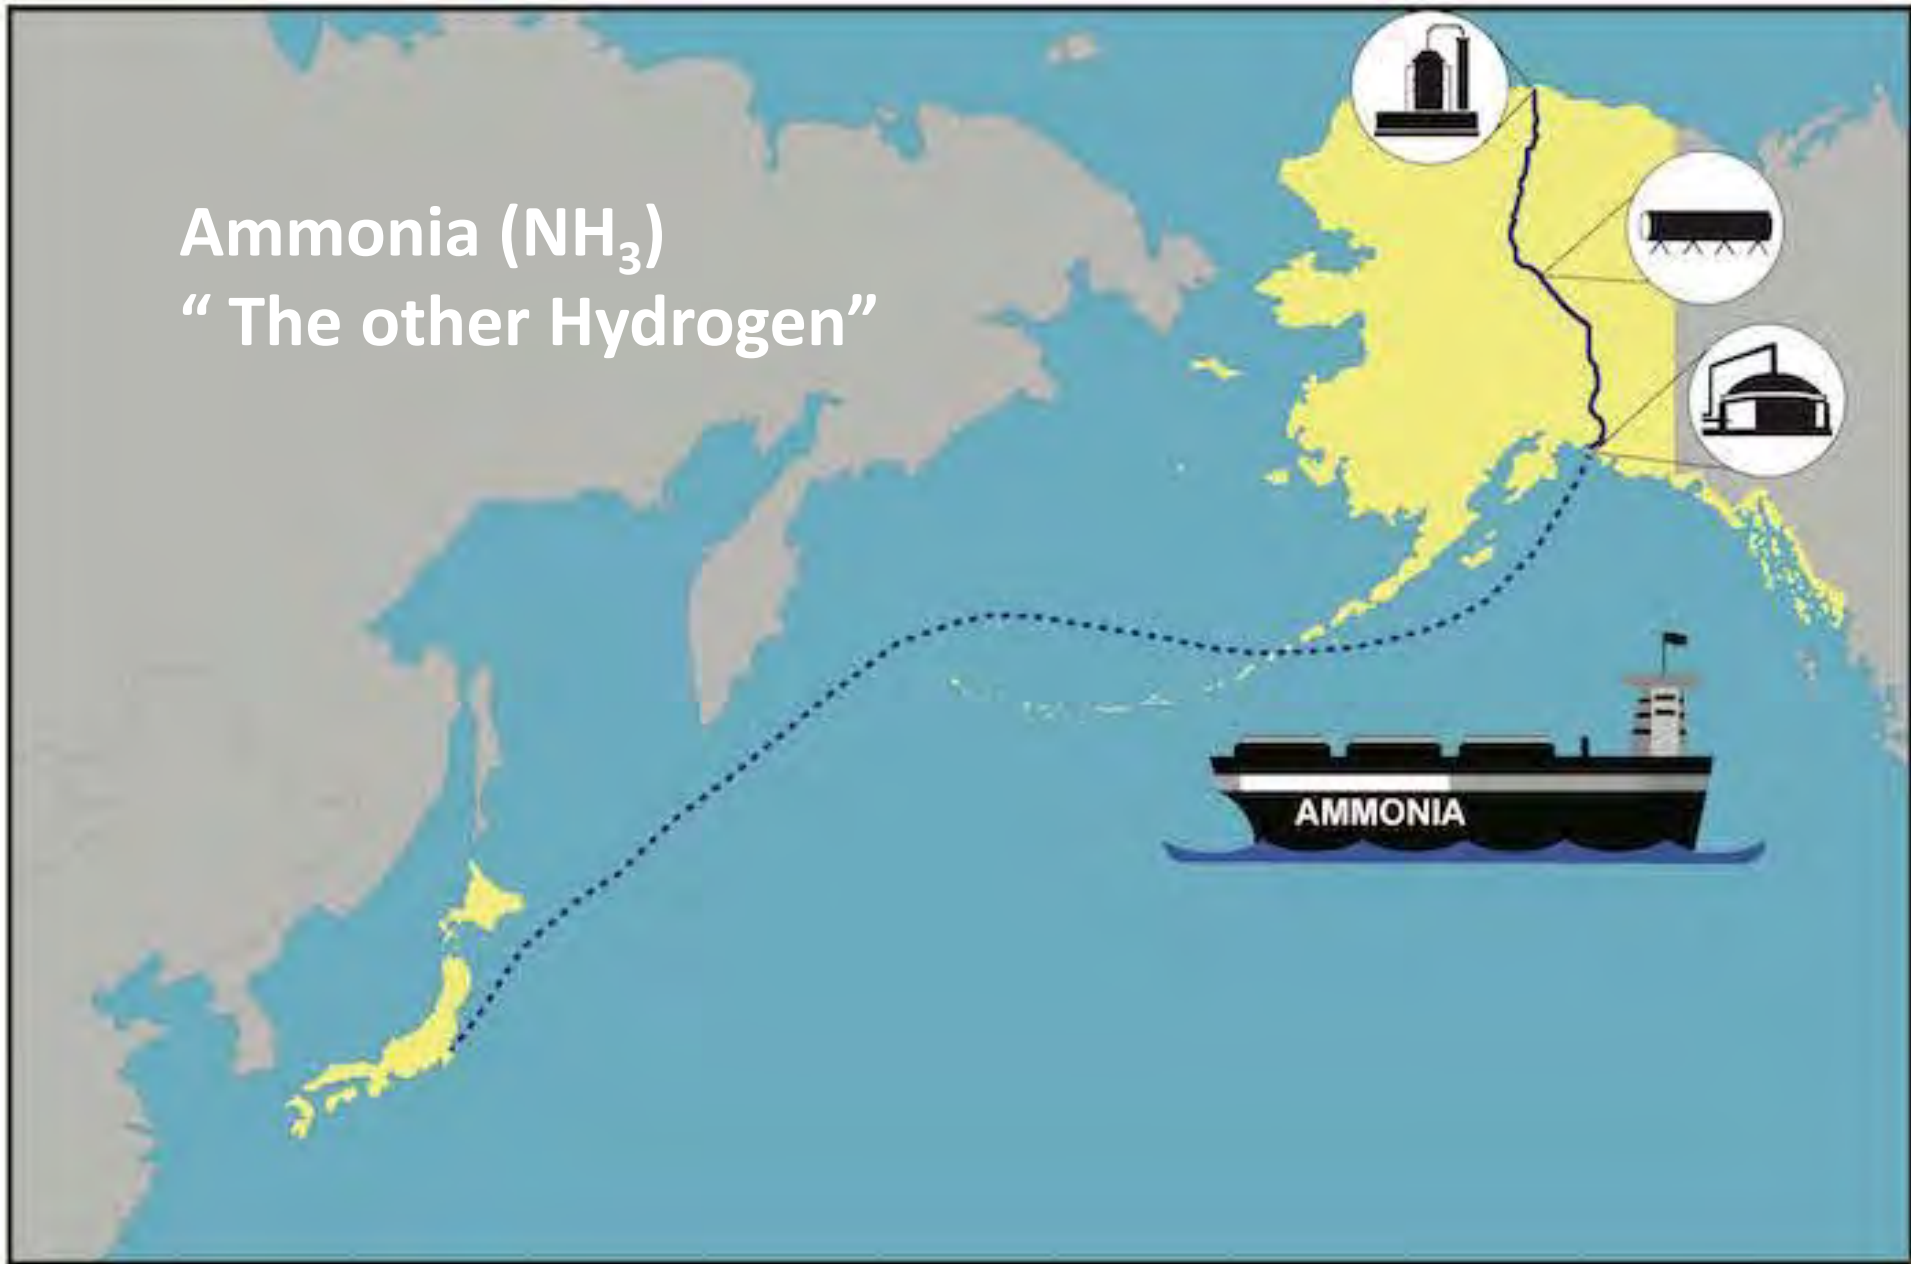 Ammonia (NH₃)
“ The other Hydrogen”
AMMONIA